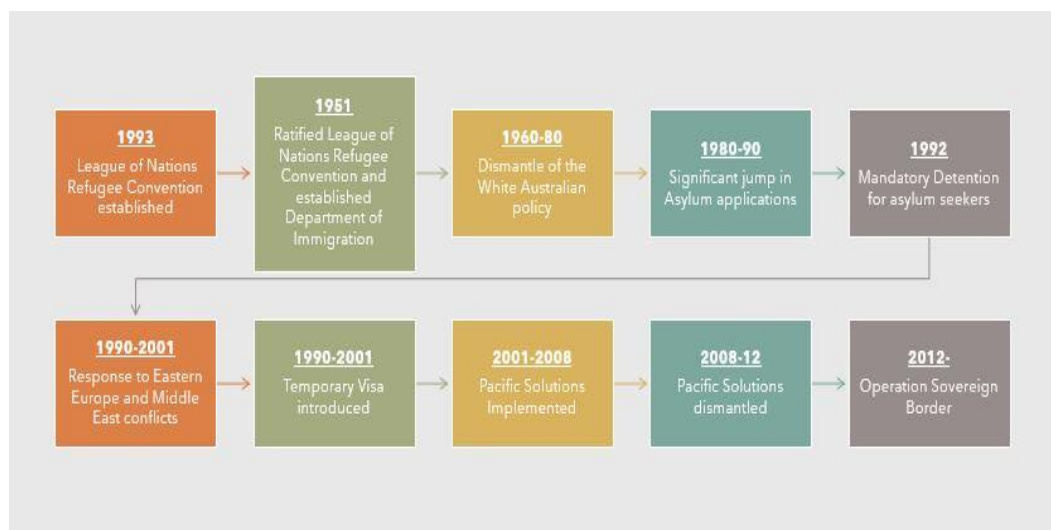 1993
League of Nations
Refugee Convention
established
1951
Ratified League of
Nations Refugee
Convention and
established
Department of
Immigration
1960-80
Dismantle of the
White Australian
policy
1980-90
Significant jump in
Asylum applications
1992
Mandatory Detention
for asylum seekers
1990-2001
Response to Eastern
Europe and Middle
East conflicts
1990-2001
Temporary Visa
introduced
2001-2008
Pacific Solutions
Implemented
2008-12
Pacific Solutions
dismantled
2012-
Operation Sovereign
Border